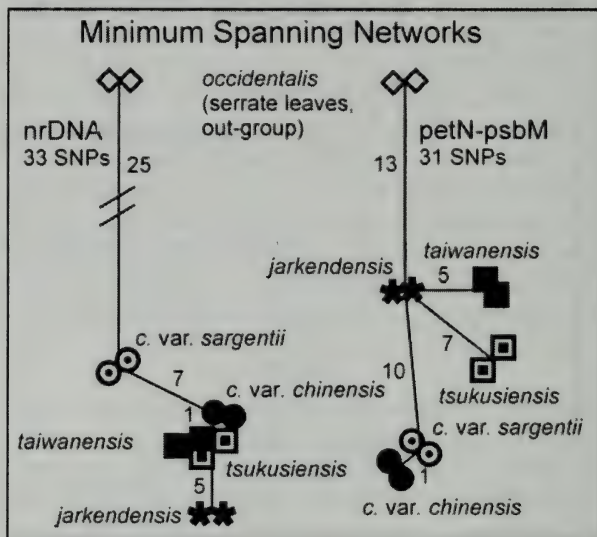 Minimum Spanning Networks
occidentalis
(serrate leaves,
out-group)
nrDNA
33 SNPs
25
c. var. sargentii
7
c. var. chinensis
1
taiwanensis
tsukusiensis
5
jarkendensis
petN-psbM
31 SNPs
13
jarkendensis
taiwanensis
5
7
tsukusiensis
10
c. var. sargentii
1
c. var. chinensis